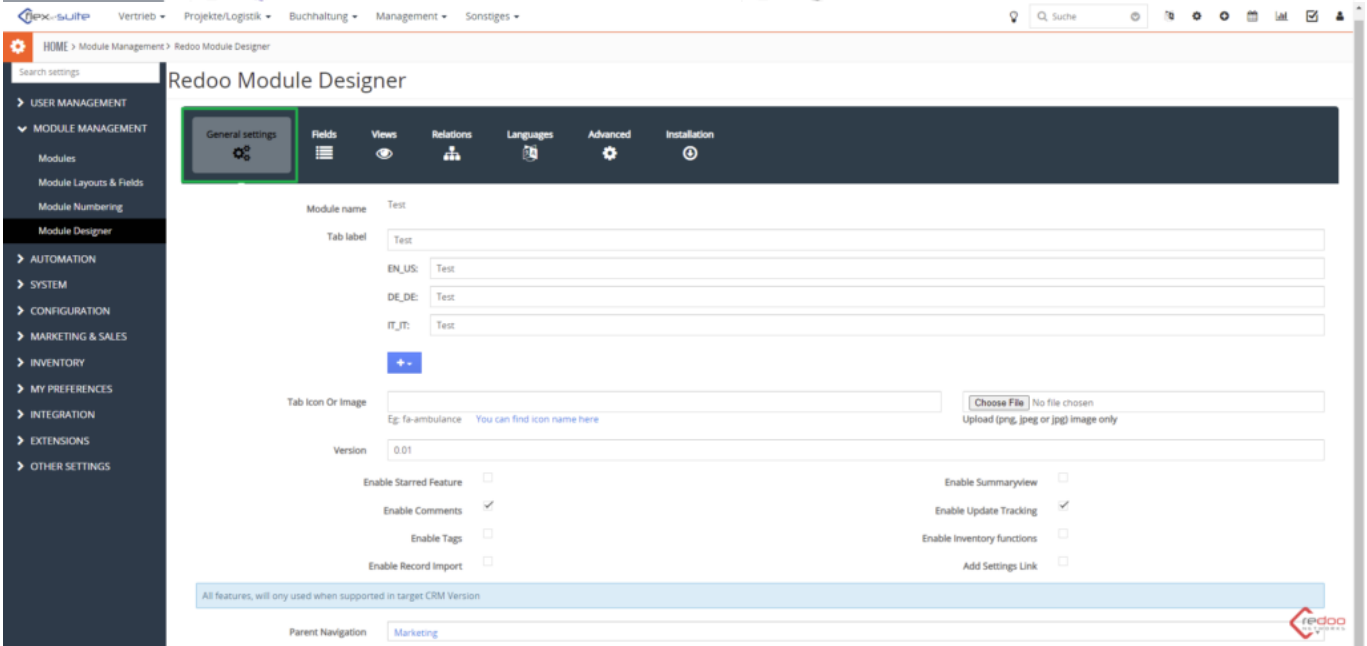 flex-suite Vertrieb Projekte/Logistik Buchhaltung Management Sonstiges Suche
HOME > Module Management > Redoo Module Designer
Search settings
Redoo Module Designer
USER MANAGEMENT
MODULE MANAGEMENT
Modules
Module Layouts & Fields
Module Numbering
Module Designer
AUTOMATION
SYSTEM
CONFIGURATION
MARKETING & SALES
INVENTORY
MY PREFERENCES
INTEGRATION
EXTENSIONS
OTHER SETTINGS
General settings Fields Views Relations Languages Advanced Installation
Module name Test
Tab label Test
EN_US: Test
DE_DE: Test
IT_IT: Test
Tab Icon Or Image Choose File No file chosen
Eg: fa-ambulance You can find icon name here Upload (png, jpeg or jpg) image only
Version 0.01
Enable Starred Feature Enable Summaryview
Enable Comments Enable Update Tracking
Enable Tags Enable Inventory functions
Enable Record Import Add Settings Link
All features, will ony used when supported in target CRM Version
Parent Navigation Marketing
redoo
NETWORKS